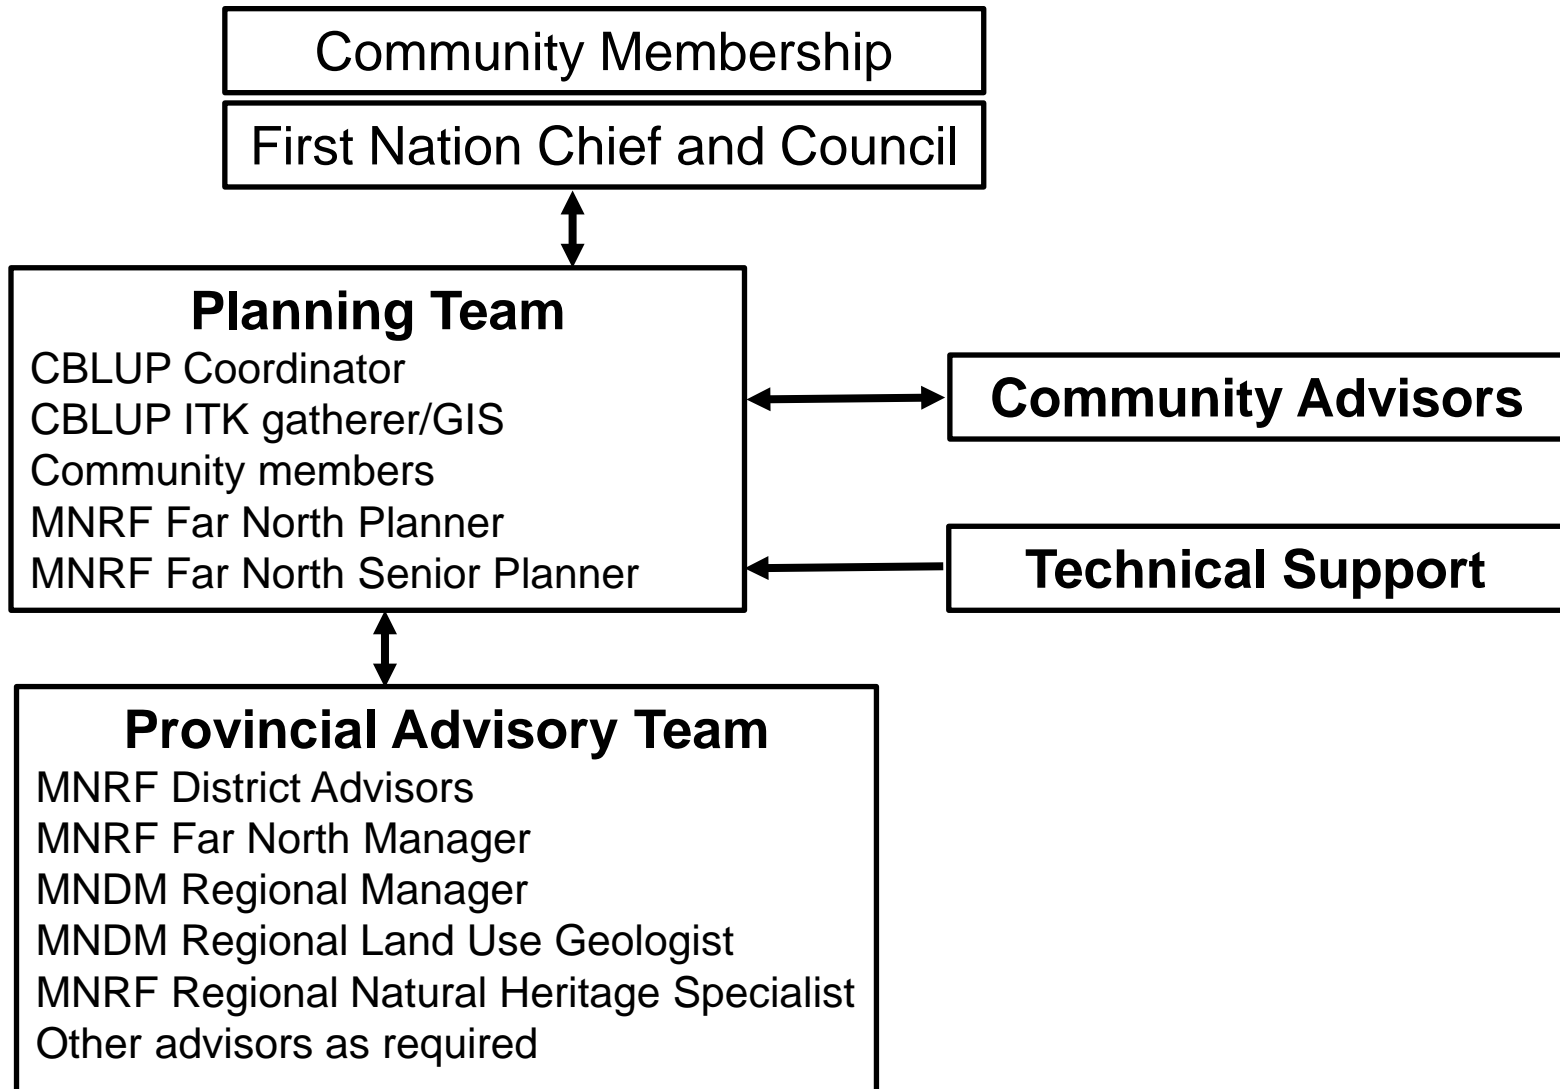 Community Membership
First Nation Chief and Council
Planning Team
CBLUP Coordinator
CBLUP ITK gatherer/GIS
Community members
MNRF Far North Planner
MNRF Far North Senior Planner
Community Advisors
Technical Support
Provincial Advisory Team
MNRF District Advisors
MNRF Far North Manager
MNDM Regional Manager
MNDM Regional Land Use Geologist
MNRF Regional Natural Heritage Specialist
Other advisors as required